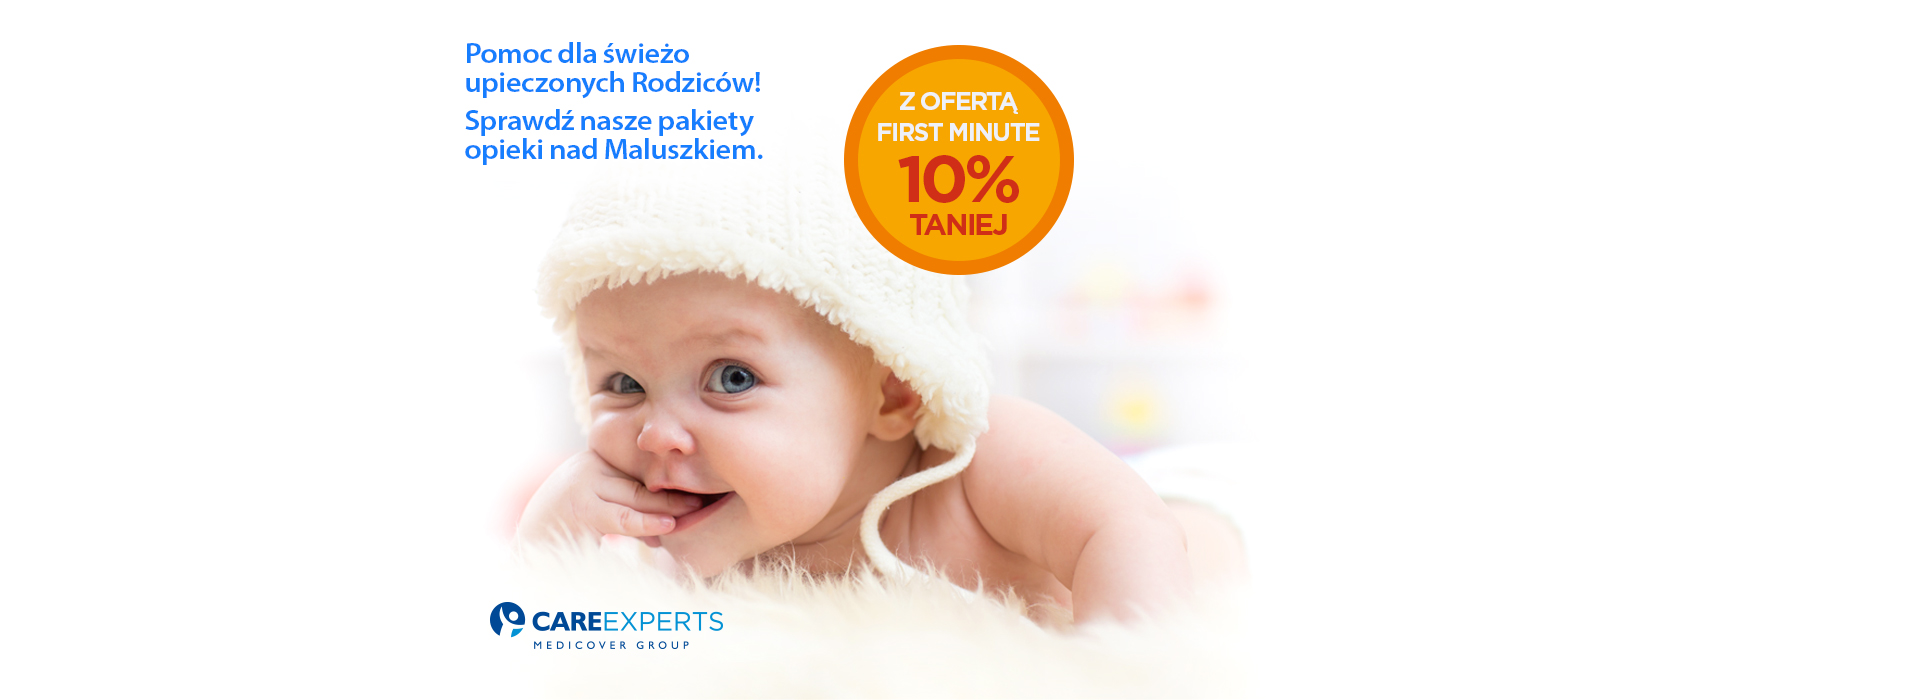 Pomoc dla świeżo
upieczonych Rodziców!
Sprawdź nasze pakiety
opieki nad Maluszkiem.
Z OFERTĄ
FIRST MINUTE
10%
TANIEJ
CAREEXPERTS
MEDICOVER GROUP